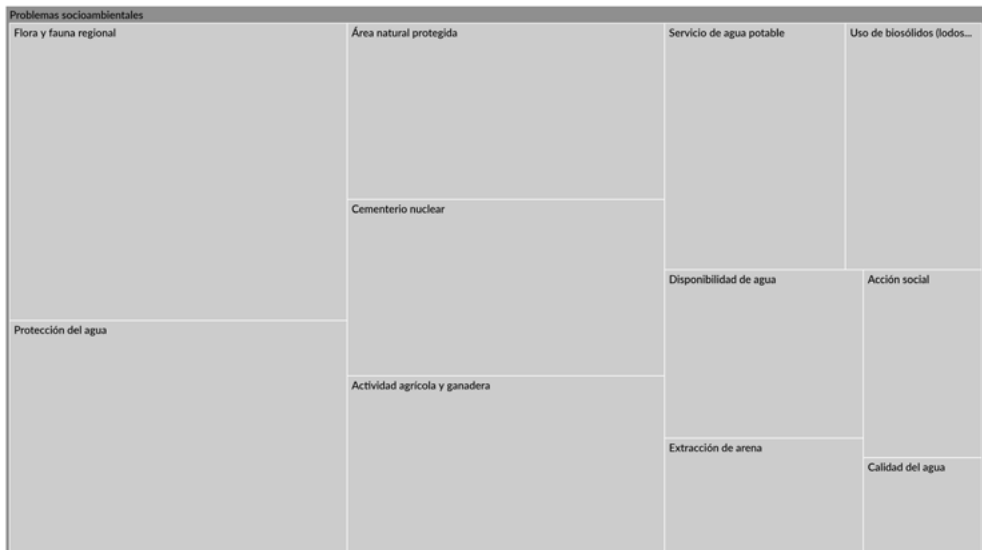 Problemas socioambientales
Flora y fauna regional
Protección del agua
Área natural protegida
Cementerio nuclear
Actividad agrícola y ganadera
Servicio de agua potable
Uso de biosólidos (lodos...
Disponibilidad de agua
Extracción de arena
Acción social
Calidad del agua